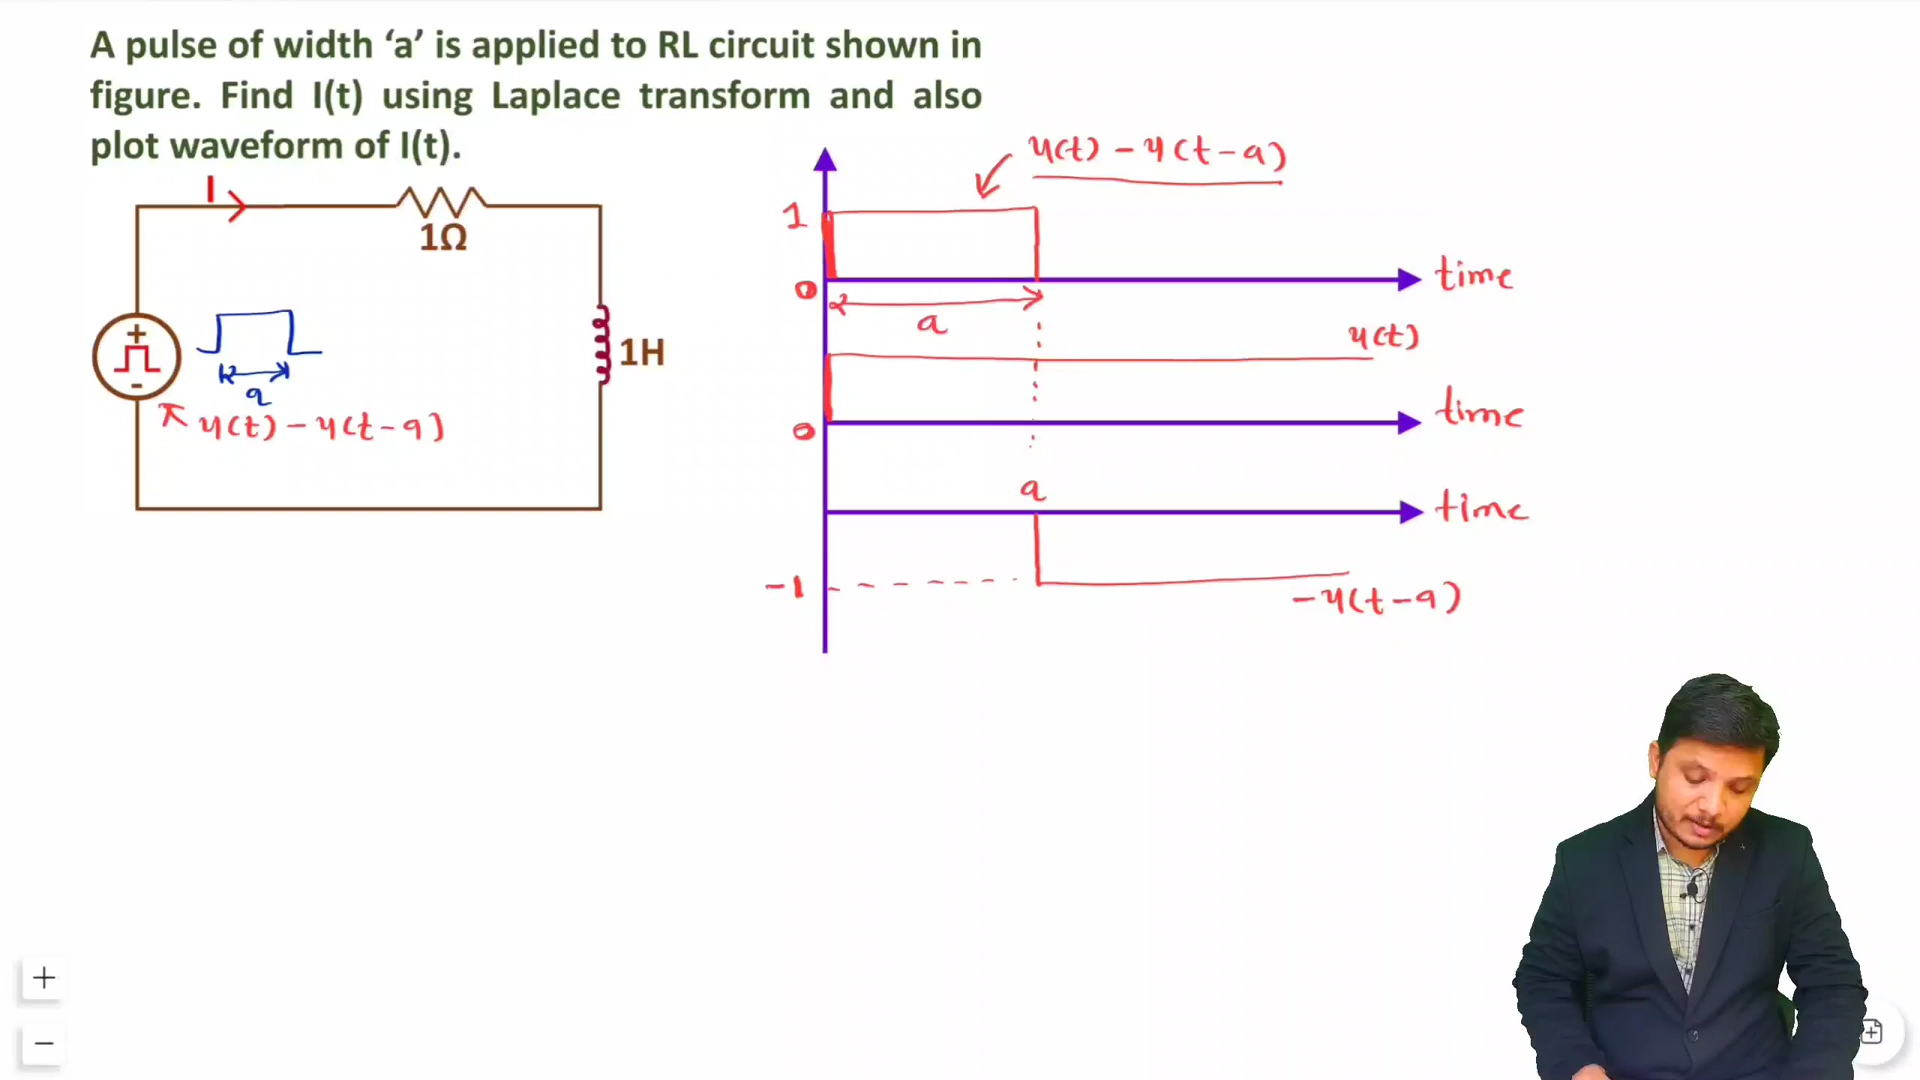 A pulse of width ‘a’ is applied to RL circuit shown in
figure. Find I(t) using Laplace transform and also
plot waveform of I(t).
I
1Ω
+
-
a
1H
u(t) - u(t-a)
u(t) - u(t-a)
1
0
time
a
u(t)
0
time
a
time
-1
-u(t-a)
+
−